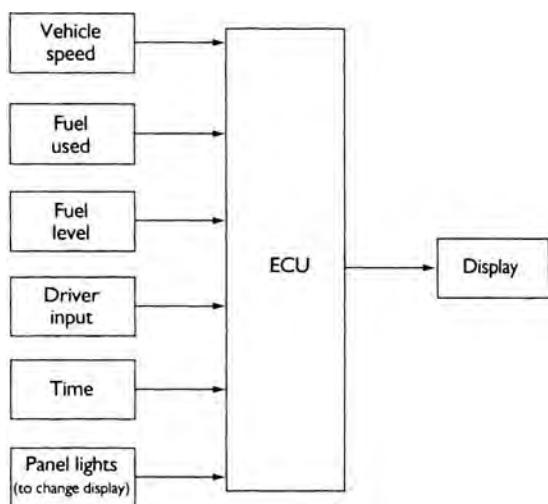 Vehicle
speed
Fuel
used
Fuel
level
Driver
input
Time
Panel lights
(to change display)
ECU
Display